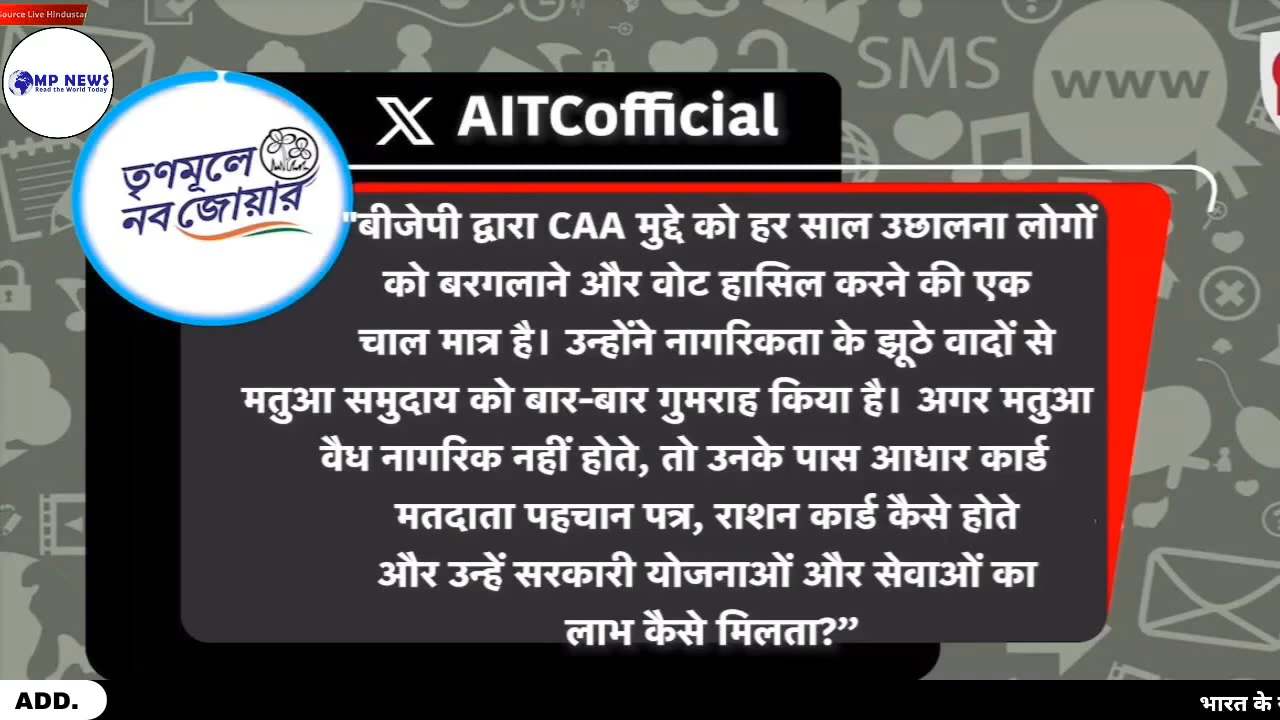 Source Live Hindustan
MP NEWS
Read the World Today
SMS
www
তৃণমূলে
নব জোয়ার
X AITCofficial
"बीजेपी द्वारा CAA मुद्दे को हर साल उछालना लोगों
को बरगलाने और वोट हासिल करने की एक
चाल मात्र है। उन्होंने नागरिकता के झूठे वादों से
मतुआ समुदाय को बार-बार गुमराह किया है। अगर मतुआ
वैध नागरिक नहीं होते, तो उनके पास आधार कार्ड
मतदाता पहचान पत्र, राशन कार्ड कैसे होते
और उन्हें सरकारी योजनाओं और सेवाओं का
लाभ कैसे मिलता?”
ADD.
भारत के